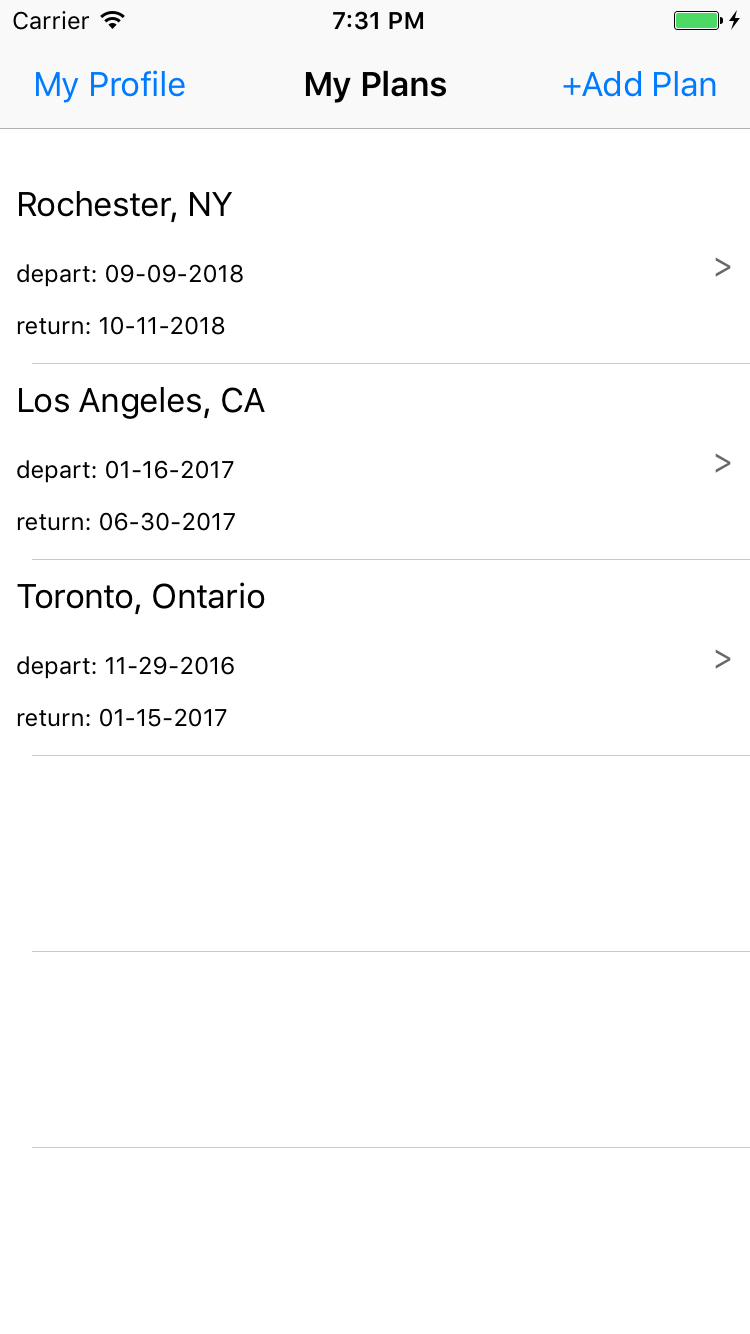 Carrier 7:31 PM
My Profile My Plans +Add Plan
Rochester, NY
depart: 09-09-2018 >
return: 10-11-2018
Los Angeles, CA
depart: 01-16-2017 >
return: 06-30-2017
Toronto, Ontario
depart: 11-29-2016 >
return: 01-15-2017